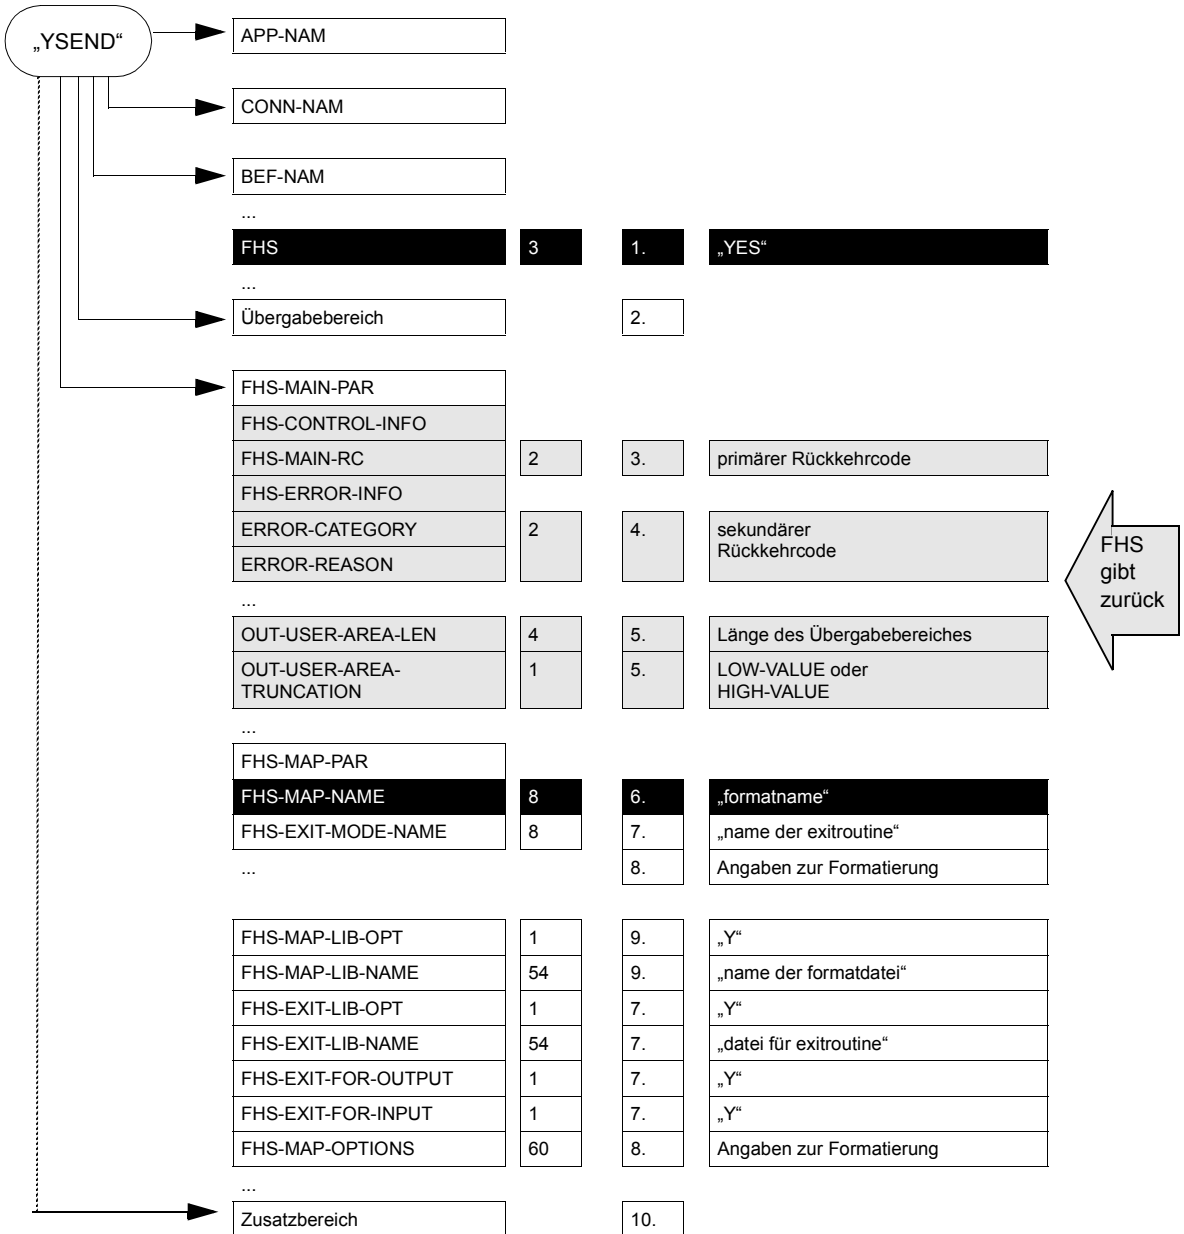 „YSEND“
APP-NAM
CONN-NAM
BEF-NAM
...
FHS 3 1. „YES“
...
Übergabebereich 2.
FHS-MAIN-PAR
FHS-CONTROL-INFO
FHS-MAIN-RC 2 3. primärer Rückkehrcode
FHS-ERROR-INFO
ERROR-CATEGORY 2 4. sekundärer
Rückkehrcode
ERROR-REASON
FHS
gibt
zurück
...
OUT-USER-AREA-LEN 4 5. Länge des Übergabebereiches
OUT-USER-AREA- 1 5. LOW-VALUE oder
TRUNCATION HIGH-VALUE
...
FHS-MAP-PAR
FHS-MAP-NAME 8 6. „formatname“
FHS-EXIT-MODE-NAME 8 7. „name der exitroutine“
... 8. Angaben zur Formatierung
FHS-MAP-LIB-OPT 1 9. „Y“
FHS-MAP-LIB-NAME 54 9. „name der formatdatei“
FHS-EXIT-LIB-OPT 1 7. „Y“
FHS-EXIT-LIB-NAME 54 7. „datei für exitroutine“
FHS-EXIT-FOR-OUTPUT 1 7. „Y“
FHS-EXIT-FOR-INPUT 1 7. „Y“
FHS-MAP-OPTIONS 60 8. Angaben zur Formatierung
...
Zusatzbereich 10.